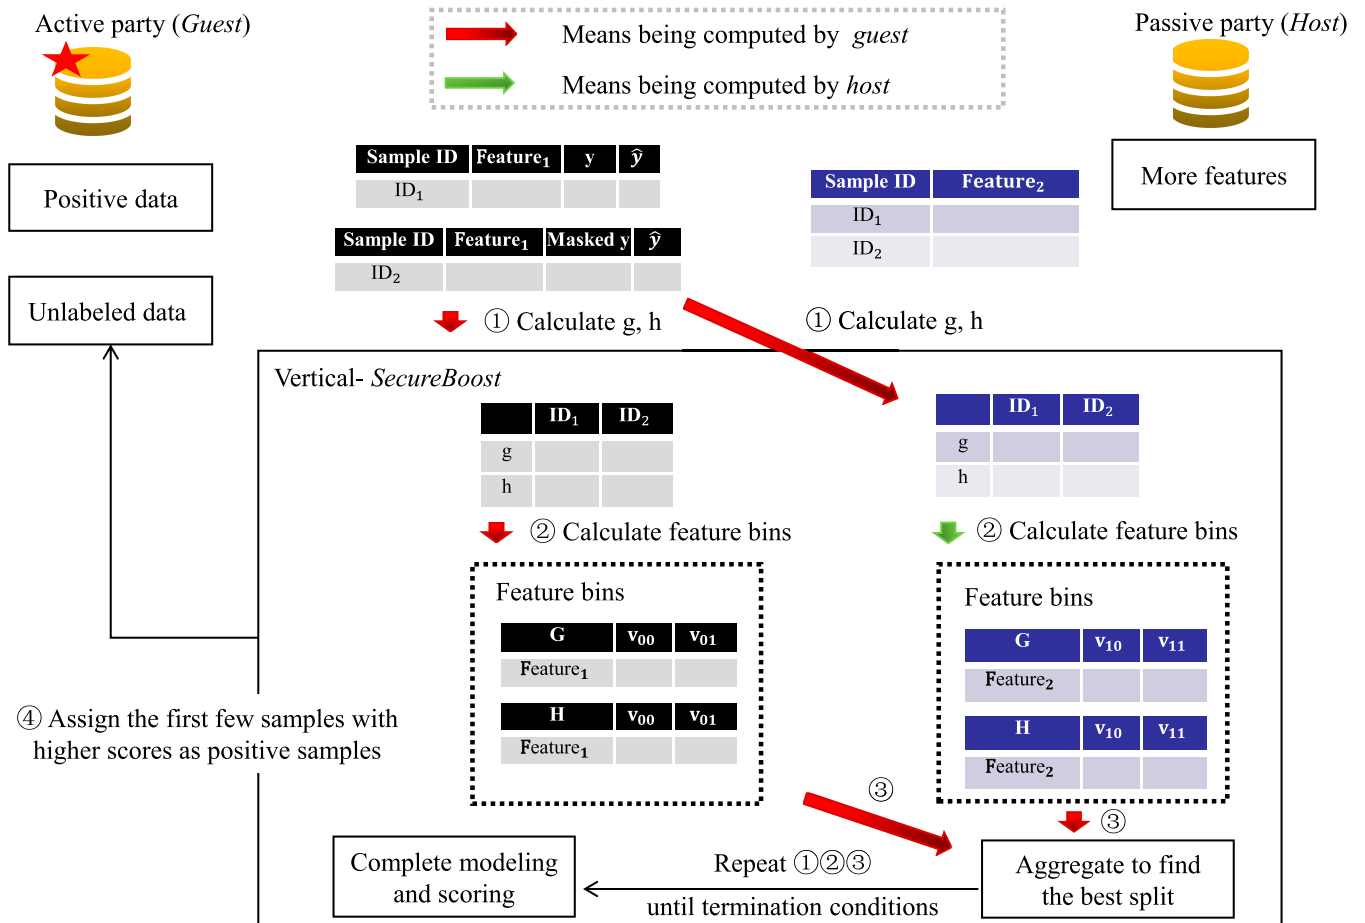 Active party (Guest)
Means being computed by guest
Means being computed by host
Passive party (Host)
Positive data
Unlabeled data
More features
Sample ID Feature₁ y ŷ
ID₁
Sample ID Feature₁ Masked y ŷ
ID₂
Sample ID Feature₂
ID₁
ID₂
① Calculate g, h
① Calculate g, h
Vertical- SecureBoost
ID₁ ID₂
g
h
ID₁ ID₂
g
h
② Calculate feature bins
② Calculate feature bins
Feature bins
G v₀₀ v₀₁
Feature₁
H v₀₀ v₀₁
Feature₁
Feature bins
G v₁₀ v₁₁
Feature₂
H v₁₀ v₁₁
Feature₂
④ Assign the first few samples with
higher scores as positive samples
③
③
Complete modeling
and scoring
Repeat ①②③
until termination conditions
Aggregate to find
the best split